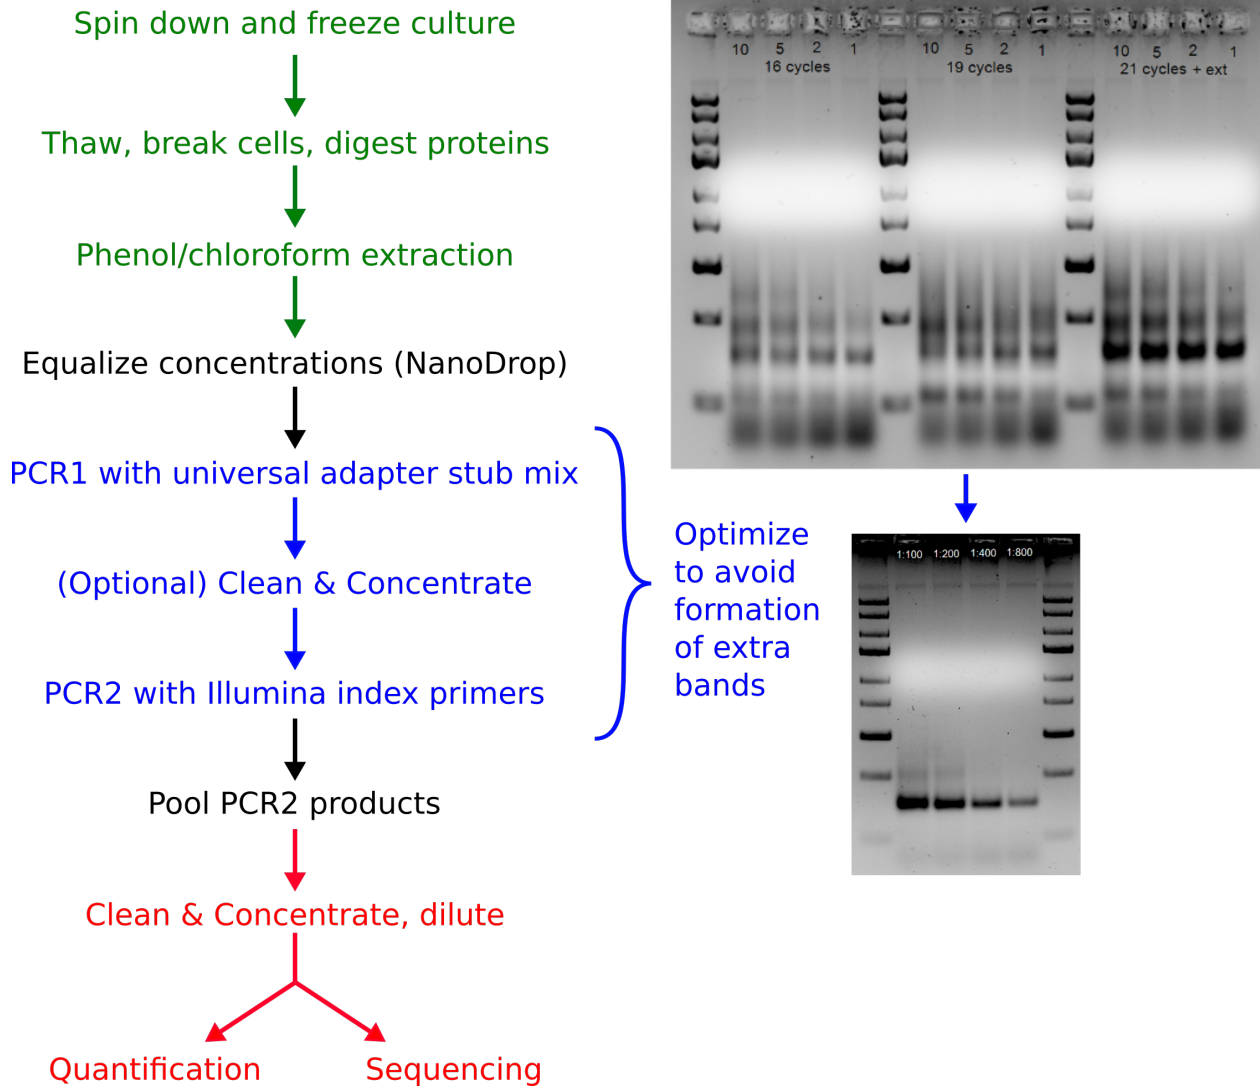 Spin down and freeze culture
Thaw, break cells, digest proteins
Phenol/chloroform extraction
Equalize concentrations (NanoDrop)
PCR1 with universal adapter stub mix
(Optional) Clean & Concentrate
PCR2 with Illumina index primers
Pool PCR2 products
Clean & Concentrate, dilute
Quantification
Sequencing
Optimize
to avoid
formation
of extra
bands
10 5 2 1
16 cycles
10 5 2 1
19 cycles
10 5 2 1
21 cycles + ext
1:100 1:200 1:400 1:800